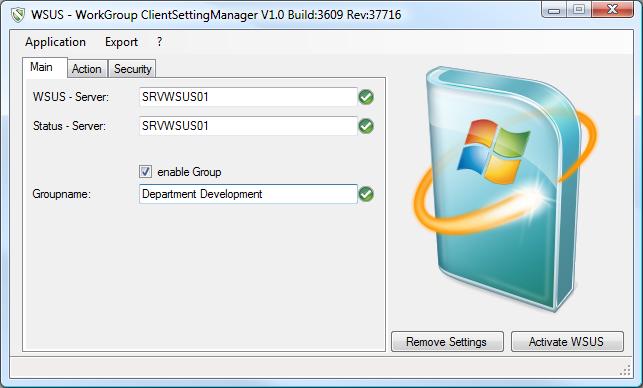 WSUS - WorkGroup ClientSettingManager V1.0 Build:3609 Rev:37716
Application Export ?
Main Action Security
WSUS - Server: SRVWSUS01
Status - Server: SRVWSUS01
enable Group
Groupname: Department Development
Remove Settings Activate WSUS